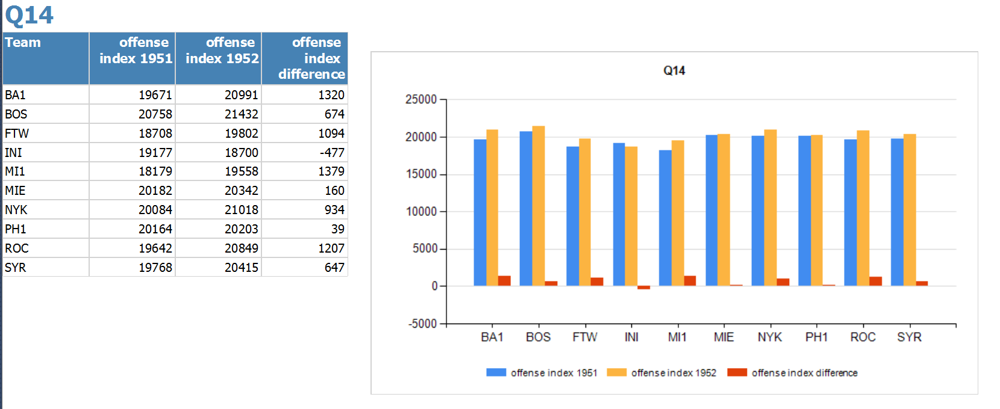 Q14
Team offense index 1951 offense index 1952 offense index difference
BA1 19671 20991 1320
BOS 20758 21432 674
FTW 18708 19802 1094
INI 19177 18700 -477
MI1 18179 19558 1379
MIE 20182 20342 160
NYK 20084 21018 934
PH1 20164 20203 39
ROC 19642 20849 1207
SYR 19768 20415 647
Q14
25000
20000
15000
10000
5000
0
-5000
BA1 BOS FTW INI MI1 MIE NYK PH1 ROC SYR
offense index 1951 offense index 1952 offense index difference